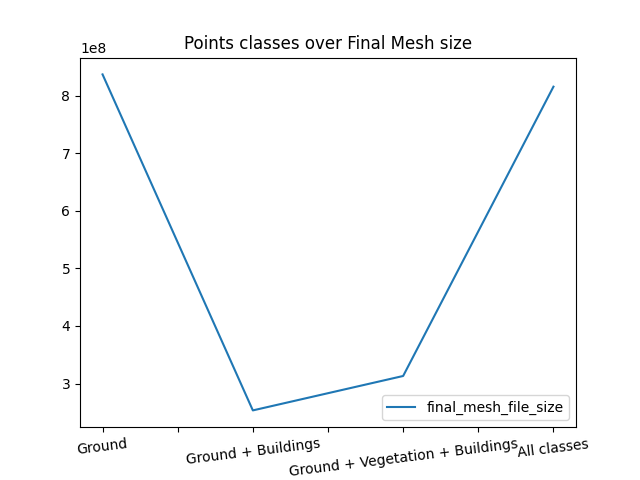 Points classes over Final Mesh size
1e8
8
7
6
5
4
3
final_mesh_file_size
Ground
Ground + Buildings
Ground + Vegetation + Buildings
All classes